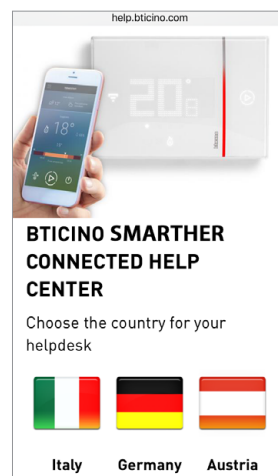 help.bticino.com
18°
20.8
BTICINO SMARTHER
CONNECTED HELP
CENTER
Choose the country for your
helpdesk
Italy Germany Austria